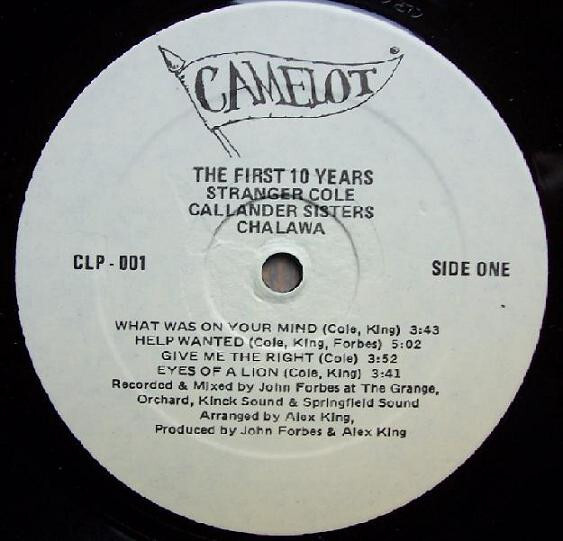 CAMELOT
®
THE FIRST 10 YEARS
STRANGER COLE
CALLANDER SISTERS
CHALAWA
CLP - 001
SIDE ONE
WHAT WAS ON YOUR MIND (Cole, King) 3:43
HELP WANTED (Cole, King, Forbes) 5:02
GIVE ME THE RIGHT (Cole) 3:52
EYES OF A LION (Cole, King) 3:41
Recorded & Mixed by John Forbes at The Grange,
Orchard, Kinck Sound & Springfield Sound
Arranged by Alex King,
Produced by John Forbes & Alex King